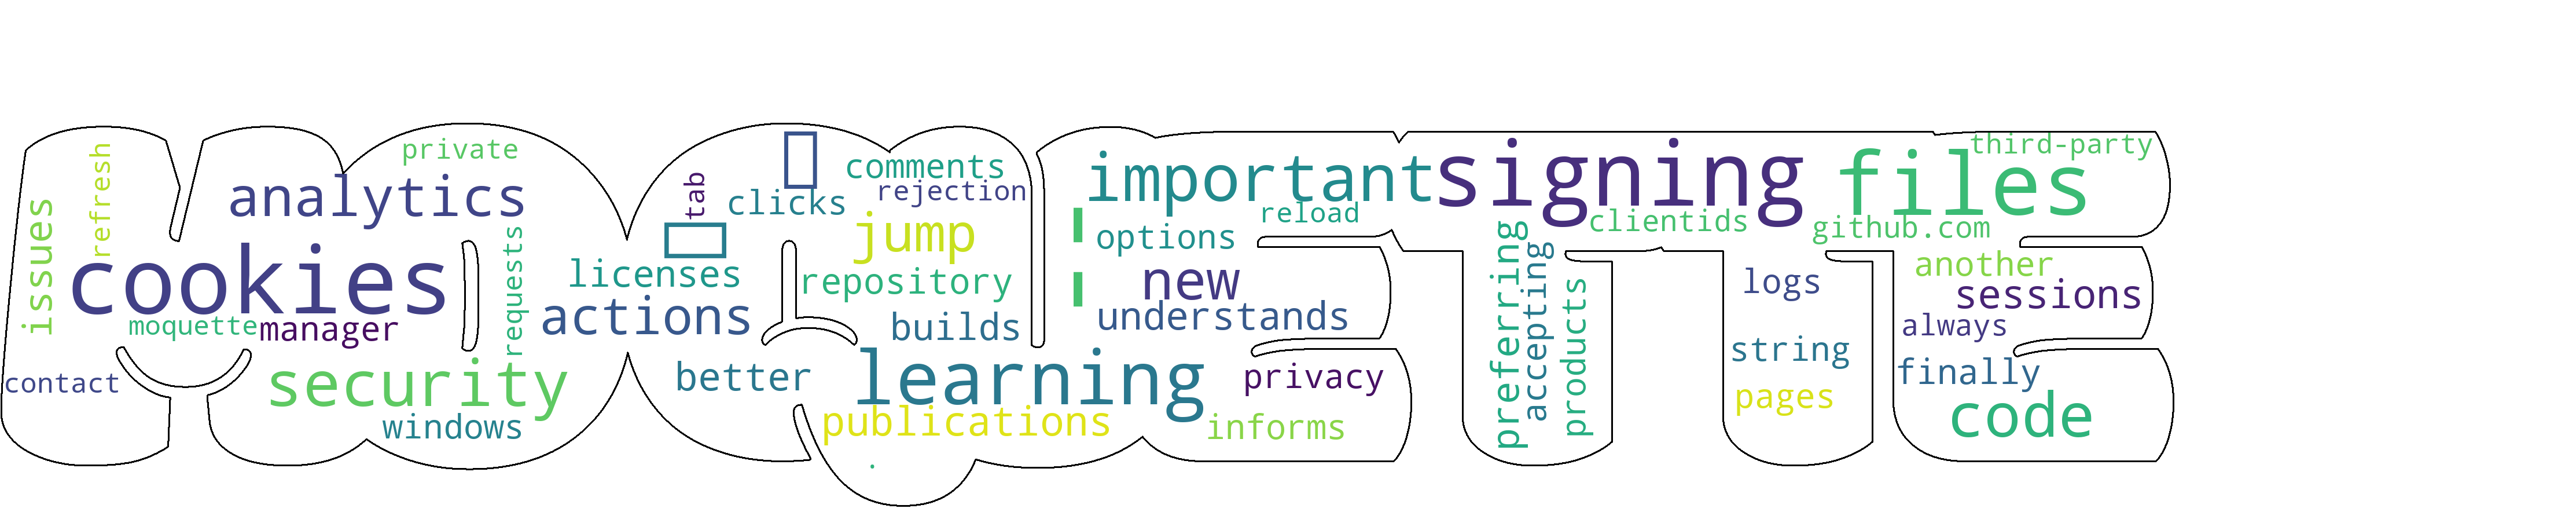 private
third-party
comments
refresh
analytics
tab
clicks
rejection
important
signing
files
issues
jump
reload
options
clientids
github.com
cookies
requests
licenses
repository
new
preferring
accepting
products
logs
another
sessions
moquette
manager
actions
builds
understands
string
always
contact
security
better
learning
privacy
pages
finally
windows
publications
informs
code